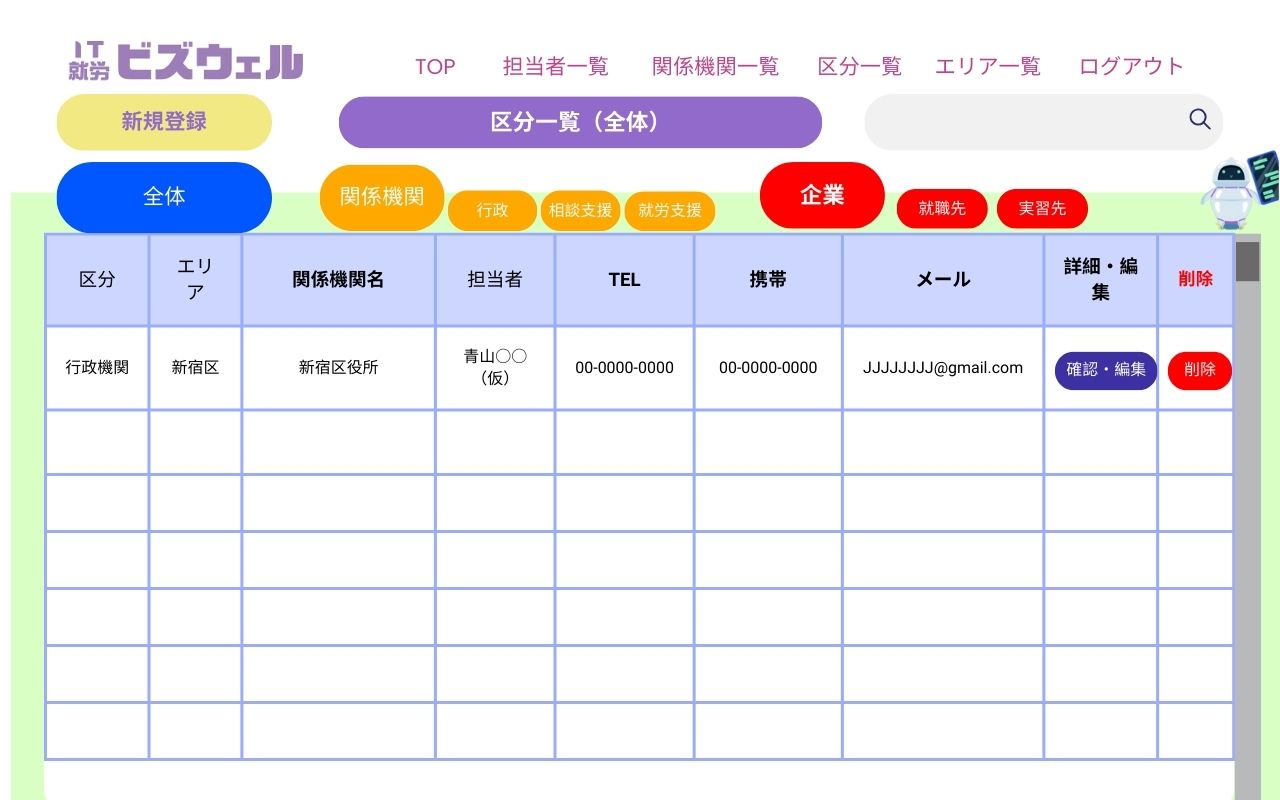 IT
就労 ビズウェル
TOP 担当者一覧 関係機関一覧 区分一覧 エリア一覧 ログアウト
新規登録 区分一覧（全体）
全体 関係機関 行政 相談支援 就労支援 企業 就職先 実習先
区分 エリ 関係機関名 担当者 TEL 携帯 メール 詳細・編 削除
ア 集
行政機関 新宿区 新宿区役所 青山〇〇 00-0000-0000 00-0000-0000 JJJJJJJJ@gmail.com 確認・編集 削除
（仮）